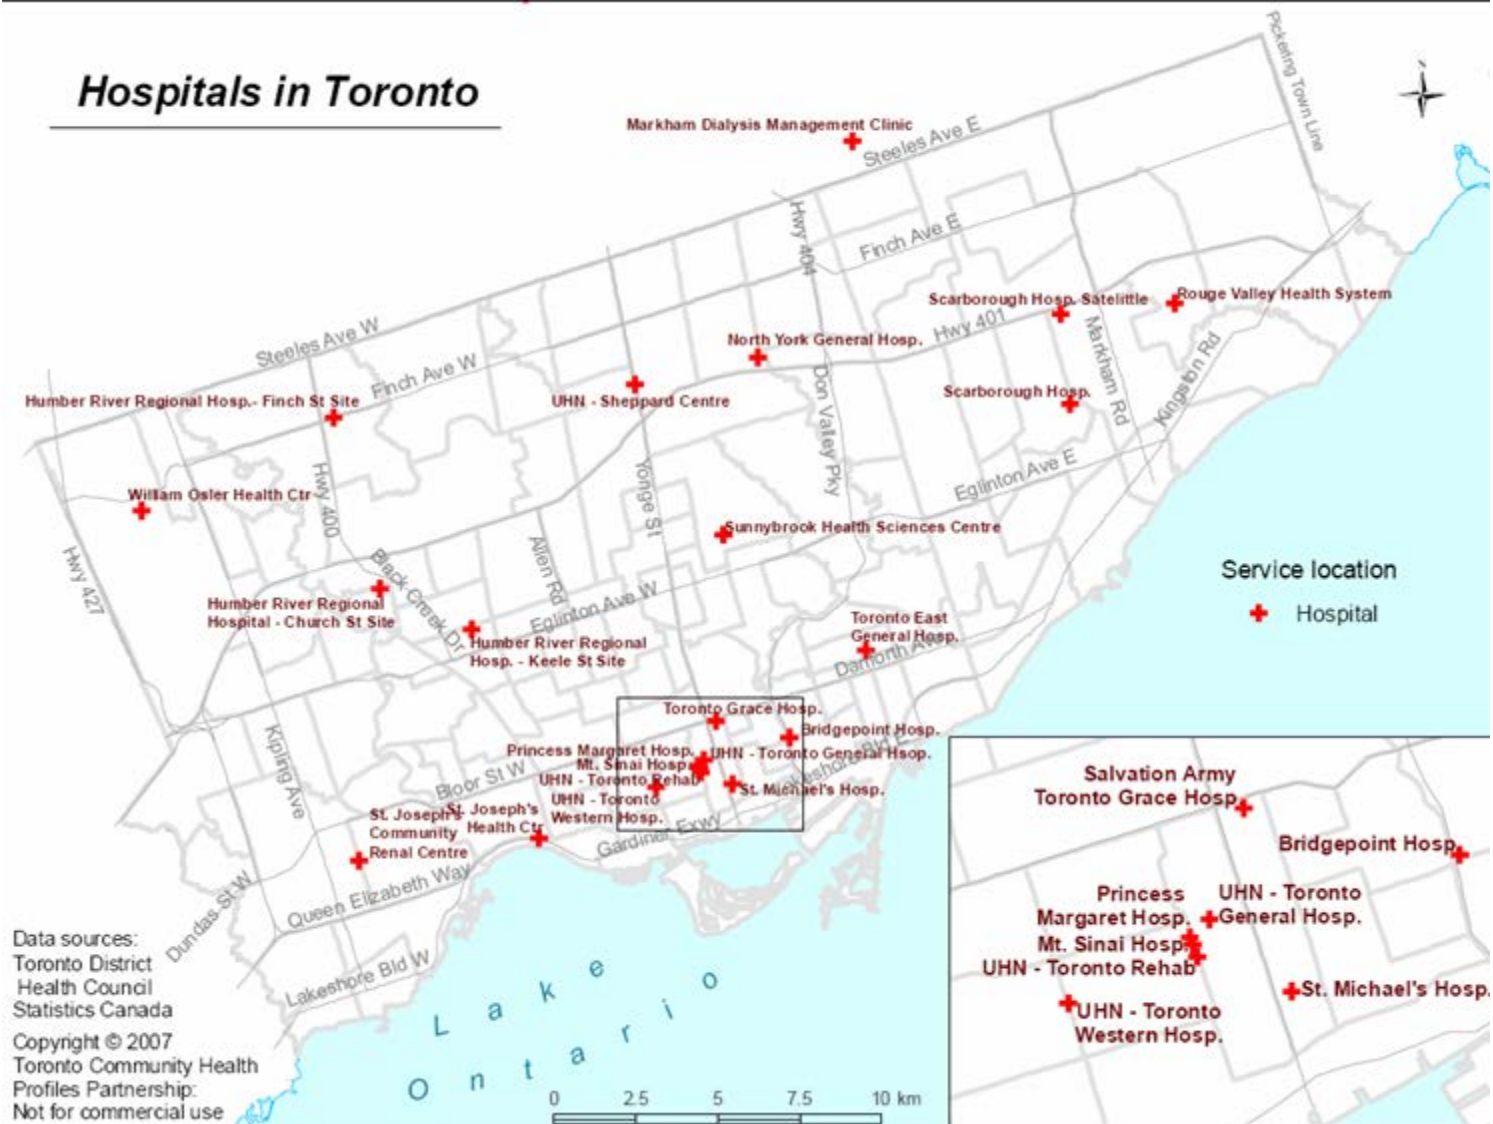 Hospitals in Toronto
Pickering Town Line
Markham Dialysis Management Clinic
Steeles Ave E
Hwy 404
Finch Ave E
Scarborough Hosp. Satelittle
Rouge Valley Health System
Hwy 401
North York General Hosp.
Steeles Ave W
Finch Ave W
Markham Rd
Kingston Rd
Humber River Regional Hosp.- Finch St Site
UHN - Sheppard Centre
Don Valley Pky
Scarborough Hosp.
William Osler Health Ctr
Hwy 400
Yonge St
Eglinton Ave E
Sunnybrook Health Sciences Centre
Hwy 427
Black Creek Dr
Allen Rd
Eglinton Ave W
Service location
Hospital
Humber River Regional
Hospital - Church St Site
Humber River Regional
Hosp. - Keele St Site
Toronto East
General Hosp.
Danforth Ave
Toronto Grace Hosp.
Bridgepoint Hosp.
Princess Margaret Hosp.
UHN - Toronto General Hsop.
Mt. Sinai Hosp.
UHN - Toronto Rehab
St. Michael's Hosp.
Lakeshore Bld E
UHN - Toronto
Western Hosp.
Kipling Ave
Bloor St W
St. Joseph's
Community
Renal Centre
St. Joseph's
Health Ctr
Gardiner Exwy
Queen Elizabeth Way
Dundas St W
Lakeshore Bld W
Lake
Ontario
Salvation Army
Toronto Grace Hosp.
Bridgepoint Hosp.
Princess
Margaret Hosp.
UHN - Toronto
General Hosp.
Mt. Sinai Hosp.
UHN - Toronto Rehab
St. Michael's Hosp.
UHN - Toronto
Western Hosp.
Data sources:
Toronto District
Health Council
Statistics Canada
Copyright © 2007
Toronto Community Health
Profiles Partnership:
Not for commercial use
0 2.5 5 7.5 10 km